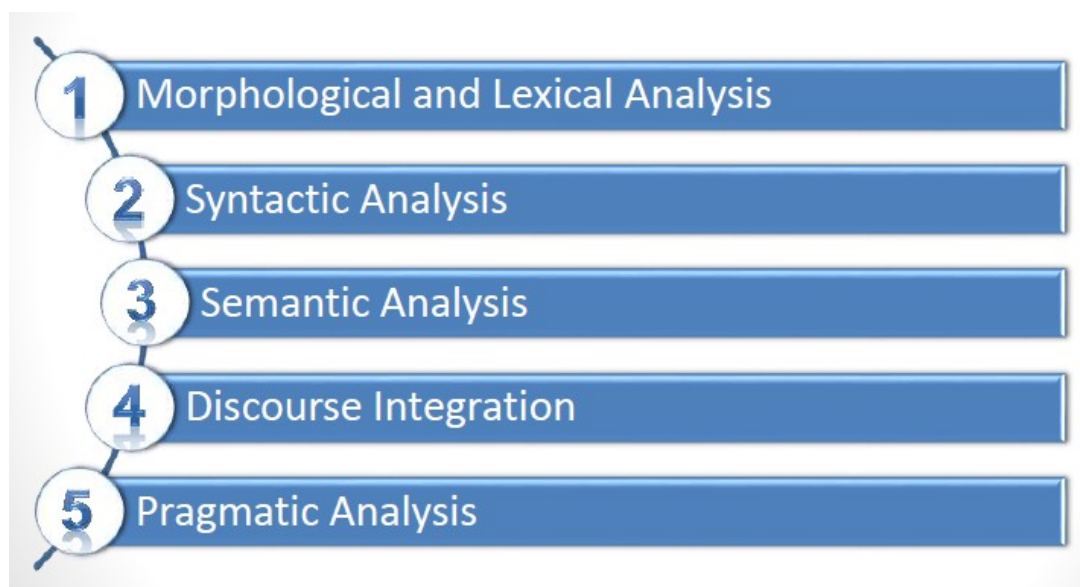 1 Morphological and Lexical Analysis
2 Syntactic Analysis
3 Semantic Analysis
4 Discourse Integration
5 Pragmatic Analysis